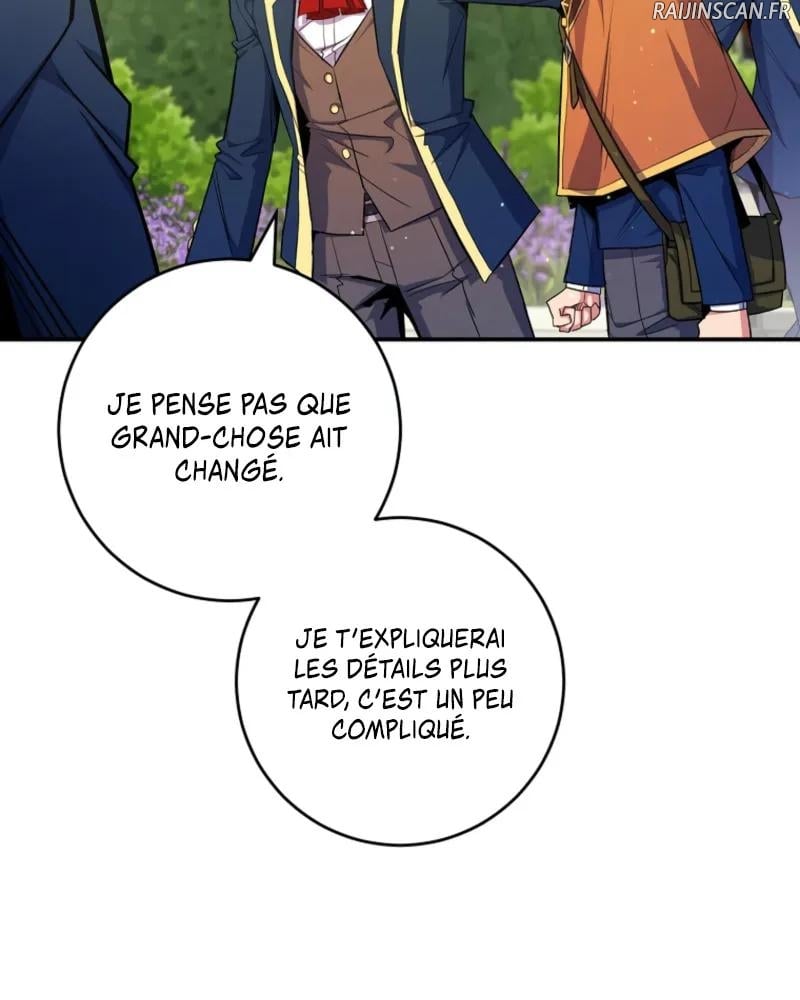 RAIJINSCAN.FR
JE PENSE PAS QUE
GRAND-CHOSE AIT
CHANGÉ.
JE T'EXPLIQUERAI
LES DÉTAILS PLUS
TARD, C'EST UN PEU
COMPLIQUÉ.